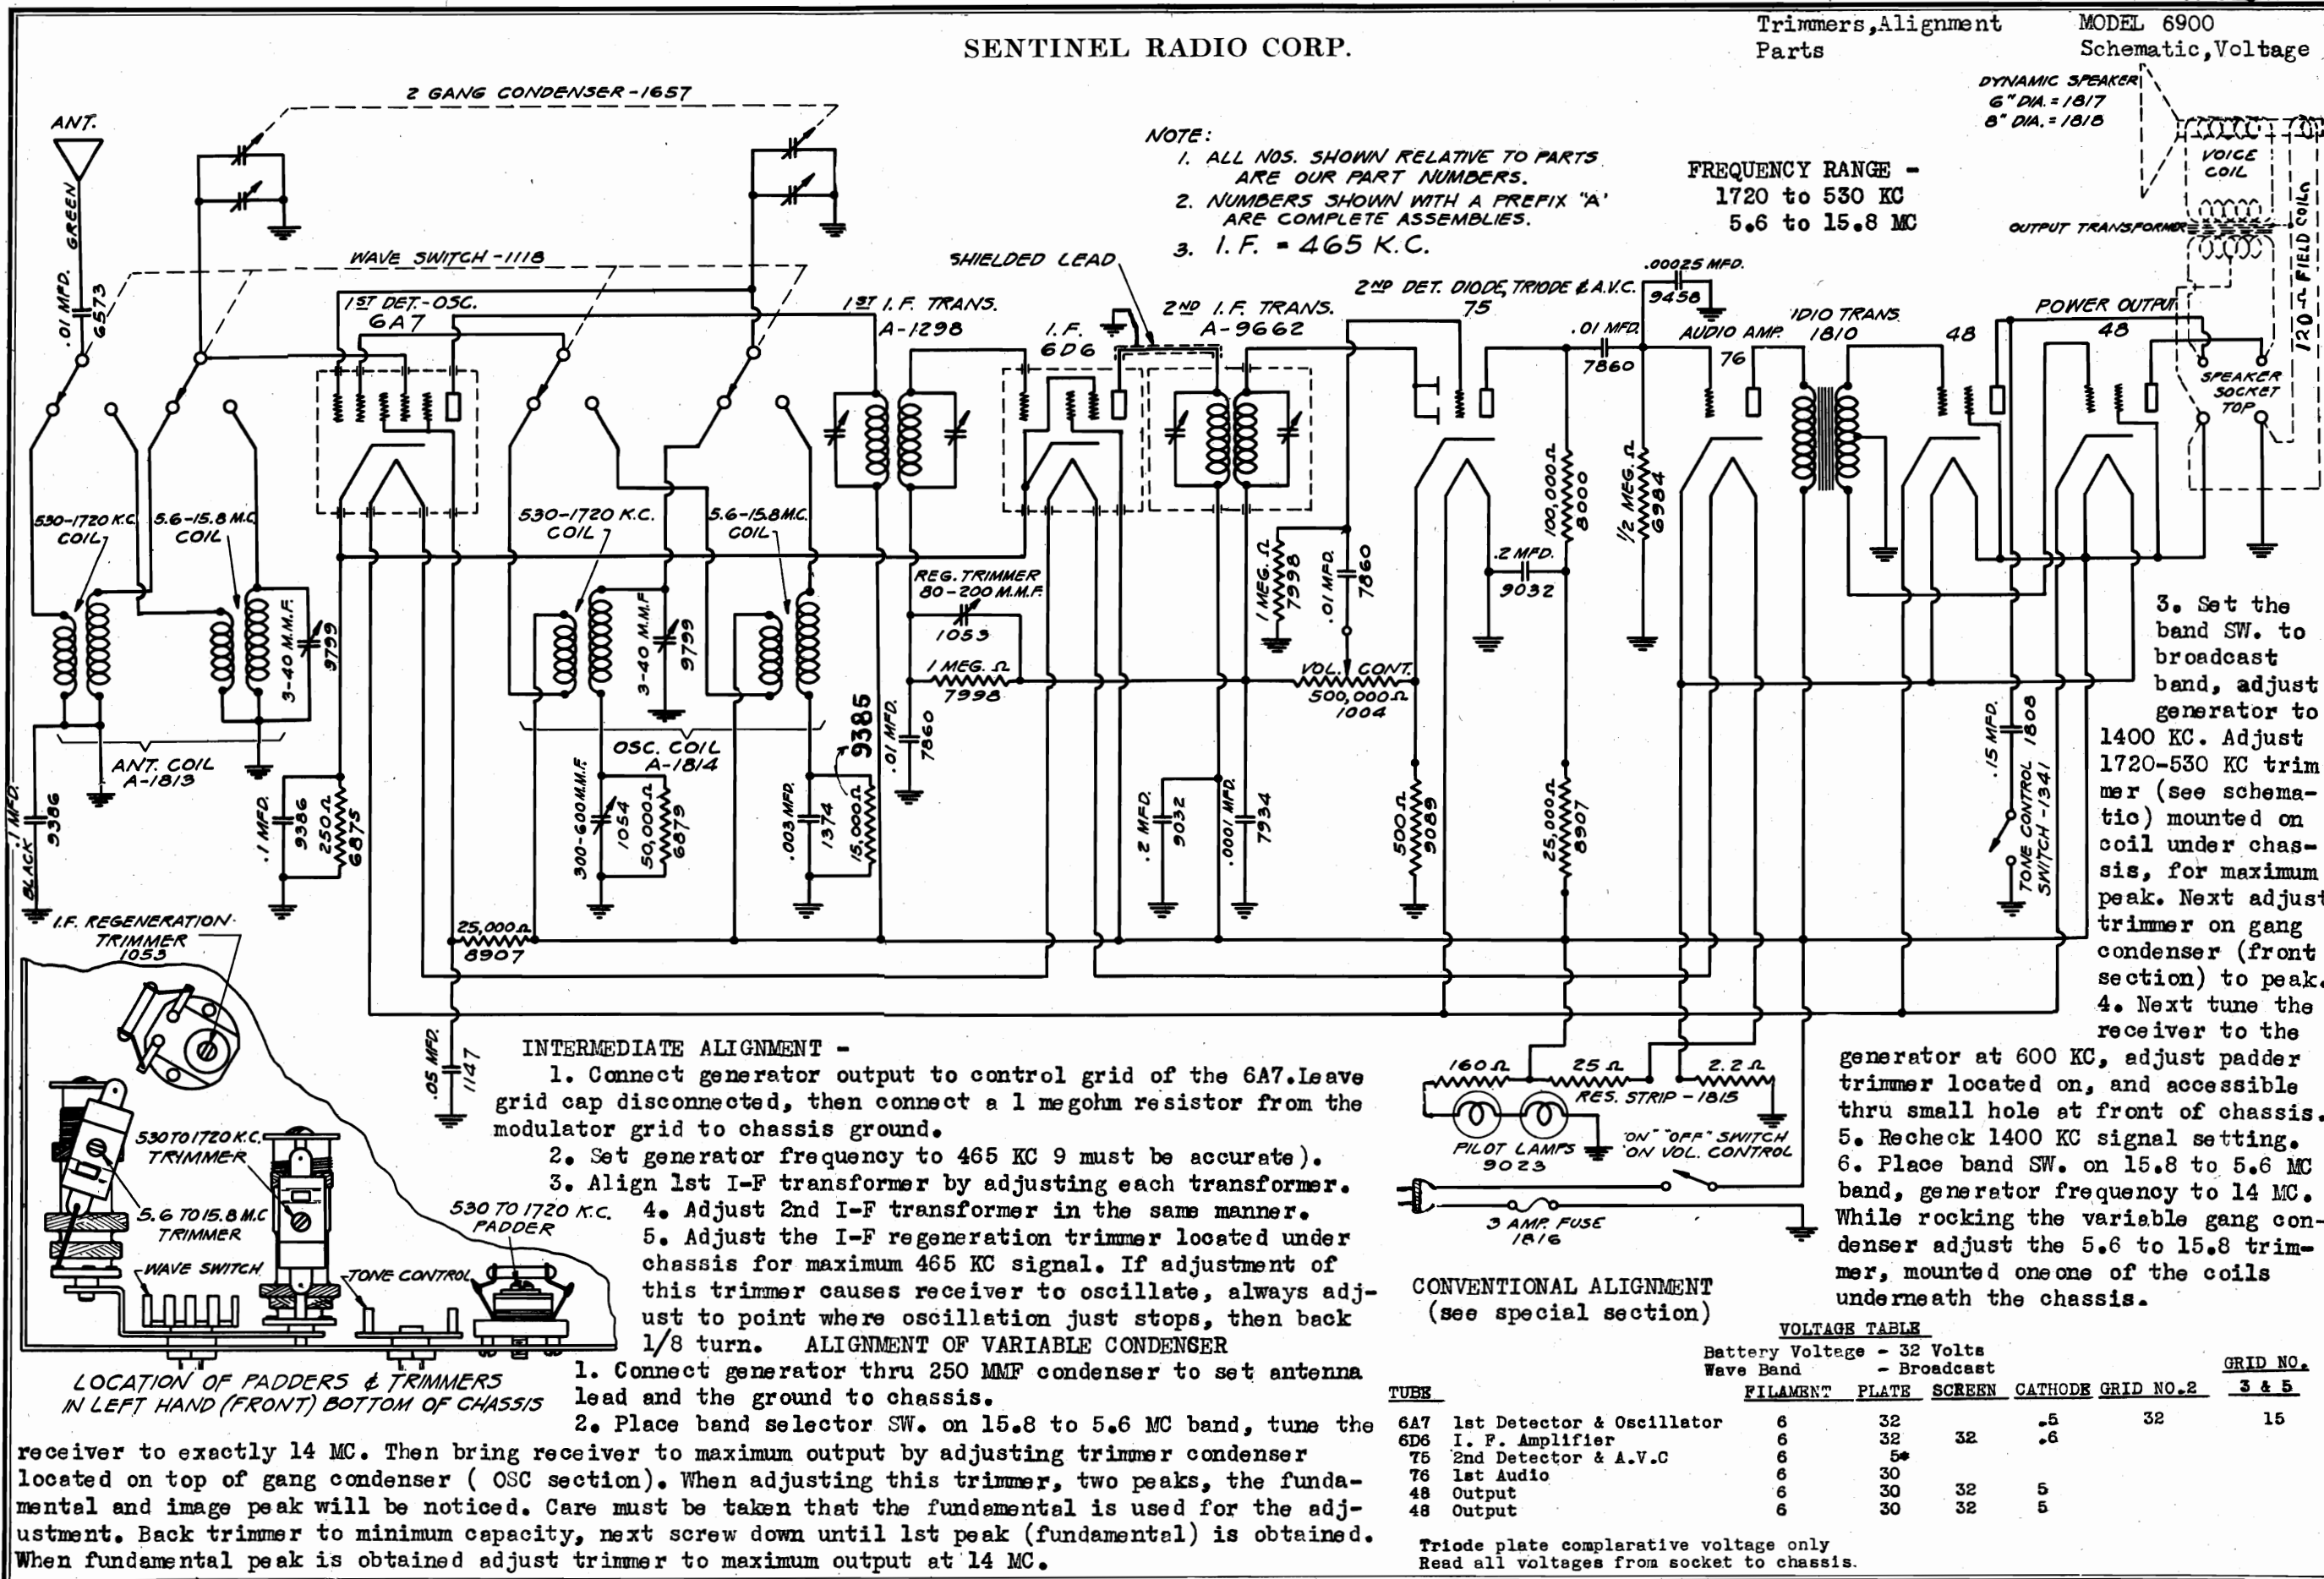 SENTINEL RADIO CORP.
Trimmers,Alignment
Parts
MODEL 6900
Schematic,Voltage
DYNAMIC SPEAKER
6" DIA. = 1817
8" DIA. = 1818
VOICE
COIL
OUTPUT TRANSFORMER
120Ω FIELD COIL
2 GANG CONDENSER-1657
ANT.
GREEN
.01 MFD.
6573
NOTE:
1. ALL NOS. SHOWN RELATIVE TO PARTS
ARE OUR PART NUMBERS.
2. NUMBERS SHOWN WITH A PREFIX "A'
ARE COMPLETE ASSEMBLIES.
3. I.F. = 465 K.C.
FREQUENCY RANGE -
1720 to 530 KC
5.6 to 15.8 MC
WAVE SWITCH-1118
SHIELDED LEAD
1ST DET.-OSC.
6A7
1ST I.F. TRANS.
A-1298
I.F.
6D6
2ND I.F. TRANS.
A-9662
2ND DET. DIODE, TRIODE & A.V.C.
75
.00025 MFD.
9458
.01 MFD.
7860
AUDIO AMP.
76
IDIO TRANS.
1810
48
POWER OUTPUT
48
SPEAKER
SOCKET
TOP
530-1720 K.C.
COIL
5.6-15.8 M.C.
COIL
530-1720 K.C.
COIL
5.6-15.8 M.C.
COIL
100,000Ω
8000
1/2 MEG. Ω
6984
.2 MFD.
9032
1 MEG. Ω
7998
.01 MFD.
7860
REG. TRIMMER
80-200 M.M.F.
1053
1 MEG. Ω
7998
VOL. CONT.
500,000Ω
1004
3-40 M.M.F.
9799
3-40 M.M.F.
9799
ANT. COIL
A-1813
OSC. COIL
A-1814
9385
.01 MFD.
7860
.1 MFD.
9386
BLACK
.1 MFD.
9386
250Ω
6875
300-600 M.M.F.
1054
50,000Ω
6879
.003 MFD.
1374
15,000Ω
.2 MFD.
9032
.0001 MFD.
7934
500Ω
9089
25,000Ω
8907
.15 MFD.
1808
TONE CONTROL
SWITCH-1341
25,000Ω
8907
.05 MFD.
1147
3. Set the
band SW. to
broadcast
band, adjust
generator to
1400 KC. Adjust
1720-530 KC trim
mer (see schema-
tic) mounted on
coil under chas-
sis, for maximum
peak. Next adjust
trimmer on gang
condenser (front
section) to peak.
4. Next tune the
receiver to the
generator at 600 KC, adjust padder
trimmer located on, and accessible
thru small hole at front of chassis.
5. Recheck 1400 KC signal setting.
6. Place band SW. on 15.8 to 5.6 MC
band, generator frequency to 14 MC.
While rocking the variable gang con-
denser adjust the 5.6 to 15.8 trim-
mer, mounted oneone of the coils
underneath the chassis.
I.F. REGENERATION
TRIMMER
1053
530 TO 1720 K.C.
TRYMMER
5.6 TO 15.8 M.C
TRIMMER
WAVE SWITCH
TONE CONTROL
530 TO 1720 K.C.
PADDER
LOCATION OF PADDERS & TRIMMERS
IN LEFT HAND (FRONT) BOTTOM OF CHASSIS
160Ω
25 Ω
2.2 Ω
RES. STRIP-1815
PILOT LAMPS
9023
"ON" "OFF" SWITCH
'ON VOL. CONTROL
3 AMP. FUSE
1816
INTERMEDIATE ALIGNMENT -
1. Connect generator output to control grid of the 6A7.Leave
grid cap disconnected, then connect a 1 megohm resistor from the
modulator grid to chassis ground.
2. Set generator frequency to 465 KC 9 must be accurate).
3. Align 1st I-F transformer by adjusting each transformer.
4. Adjust 2nd I-F transformer in the same manner.
5. Adjust the I-F regeneration trimmer located under
chassis for maximum 465 KC signal. If adjustment of
this trimmer causes receiver to oscillate, always adj-
ust to point where oscillation just stops, then back
1/8 turn. ALIGNMENT OF VARIABLE CONDENSER
1. Connect generator thru 250 MMF condenser to set antenna
lead and the ground to chassis.
2. Place band selector SW. on 15.8 to 5.6 MC band, tune the
receiver to exactly 14 MC. Then bring receiver to maximum output by adjusting trimmer condenser
located on top of gang condenser ( OSC section). When adjusting this trimmer, two peaks, the funda-
mental and image peak will be noticed. Care must be taken that the fundamental is used for the adj-
ustment. Back trimmer to minimum capacity, next screw down until 1st peak (fundamental) is obtained.
When fundamental peak is obtained adjust trimmer to maximum output at 14 MC.
CONVENTIONAL ALIGNMENT
(see special section)
VOLTAGE TABLE
Battery Voltage - 32 Volts
Wave Band - Broadcast
TUBE FILAMENT PLATE SCREEN CATHODE GRID NO.2 GRID NO. 3 & 5
6A7 1st Detector & Oscillator 6 32 .5 32 15
6D6 I. F. Amplifier 6 32 32 .6
75 2nd Detector & A.V.C 6 5*
76 1st Audio 6 30
48 Output 6 30 32 5
48 Output 6 30 32 5
Triode plate complarative voltage only
Read all voltages from socket to chassis.